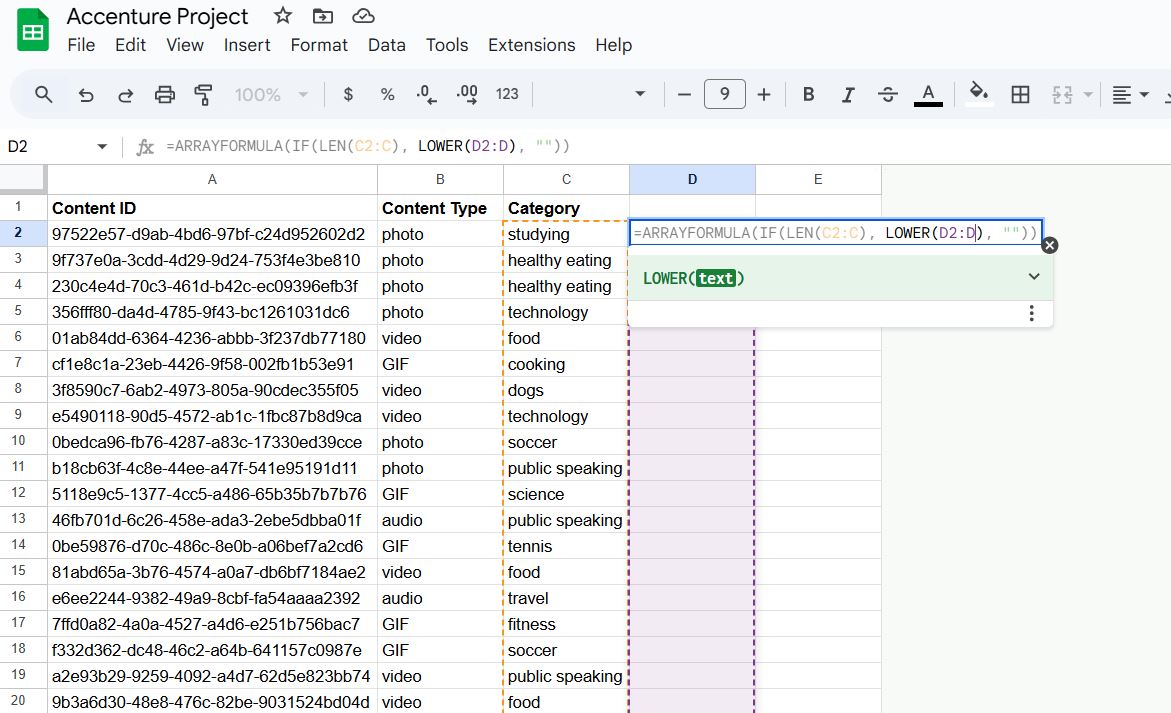 Accenture Project
File Edit View Insert Format Data Tools Extensions Help
100% $ % .0 .00 123 9 B I S A
D2 fx =ARRAYFORMULA(IF(LEN(C2:C), LOWER(D2:D), ""))
A B C D E
1 Content ID Content Type Category
2 97522e57-d9ab-4bd6-97bf-c24d952602d2 photo studying =ARRAYFORMULA(IF(LEN(C2:C), LOWER(D2:D), ""))
3 9f737e0a-3cdd-4d29-9d24-753f4e3be810 photo healthy eating
LOWER(text)
4 230c4e4d-70c3-461d-b42c-ec09396efb3f photo healthy eating
5 356fff80-da4d-4785-9f43-bc1261031dc6 photo technology
6 01ab84dd-6364-4236-abbb-3f237db77180 video food
7 cf1e8c1a-23eb-4426-9f58-002fb1b53e91 GIF cooking
8 3f8590c7-6ab2-4973-805a-90cdec355f05 video dogs
9 e5490118-90d5-4572-ab1c-1fbc87b8d9ca video technology
10 0bedca96-fb76-4287-a83c-17330ed39cce photo soccer
11 b18cb63f-4c8e-44ee-a47f-541e95191d11 photo public speaking
12 5118e9c5-1377-4cc5-a486-65b35b7b7b76 GIF science
13 46fb701d-6c26-458e-ada3-2ebe5dbba01f audio public speaking
14 0be59876-d70c-486c-8e0b-a06bef7a2cd6 GIF tennis
15 81abd65a-3b76-4574-a0a7-db6bf7184ae2 video food
16 e6ee2244-9382-49a9-8cbf-fa54aaaa2392 audio travel
17 7ffd0a82-4a0a-4527-a4d6-e251b756bac7 GIF fitness
18 f332d362-dc48-46c2-a64b-641157c0987e GIF soccer
19 a2e93b29-9259-4092-a4d7-62d5e823bb74 video public speaking
20 9b3a6d30-48e8-476c-82be-9031524bd04d video food